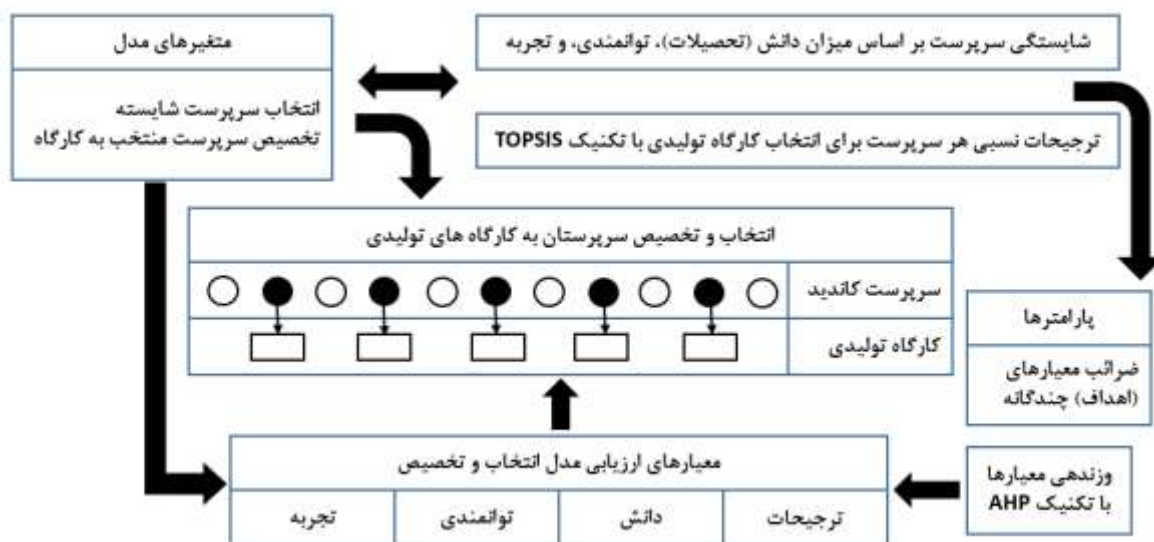 متغیرهای مدل
انتخاب سرپرست شایسته
تخصیص سرپرست منتخب به کارگاه
شایستگی سرپرست بر اساس میزان دانش (تحصیلات)، توانمندی، و تجربه
ترجیحات نسبی هر سرپرست برای انتخاب کارگاه تولیدی با تکنیک TOPSIS
انتخاب و تخصیص سرپرستان به کارگاه های تولیدی
سرپرست کاندید
کارگاه تولیدی
پارامترها
ضرائب معیارهای
(اهداف) چندگانه
معیارهای ارزیابی مدل انتخاب و تخصیص
ترجیحات
دانش
توانمندی
تجربه
وزندهی معیارها
با تکنیک AHP